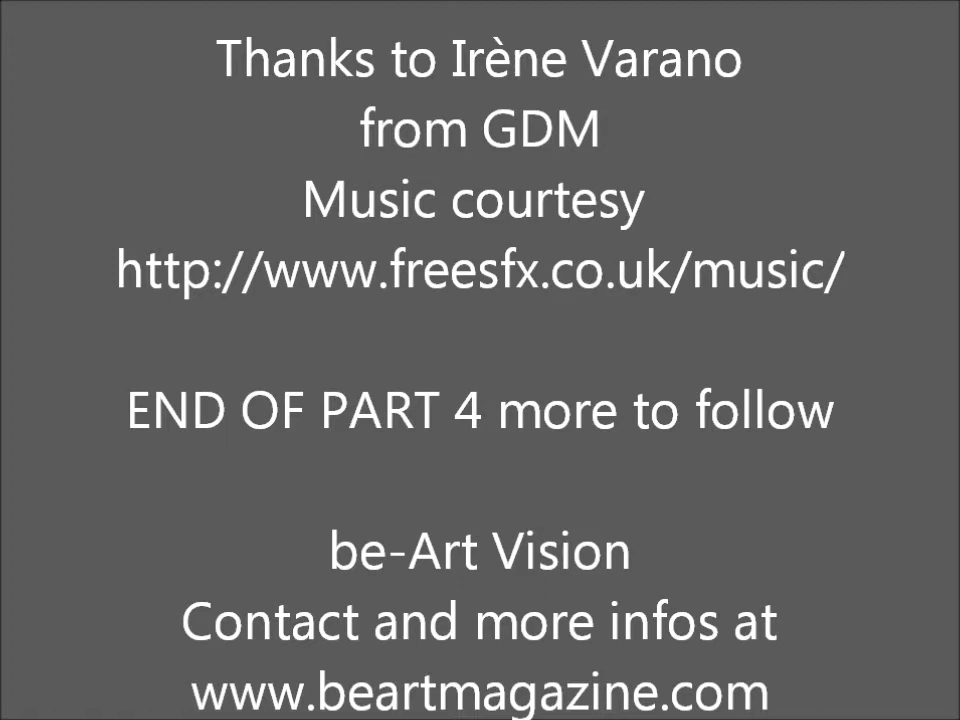 Thanks to Irène Varano
from GDM
Music courtesy
http://www.freesfx.co.uk/music/
END OF PART 4 more to follow
be-Art Vision
Contact and more infos at
www.beartmagazine.com